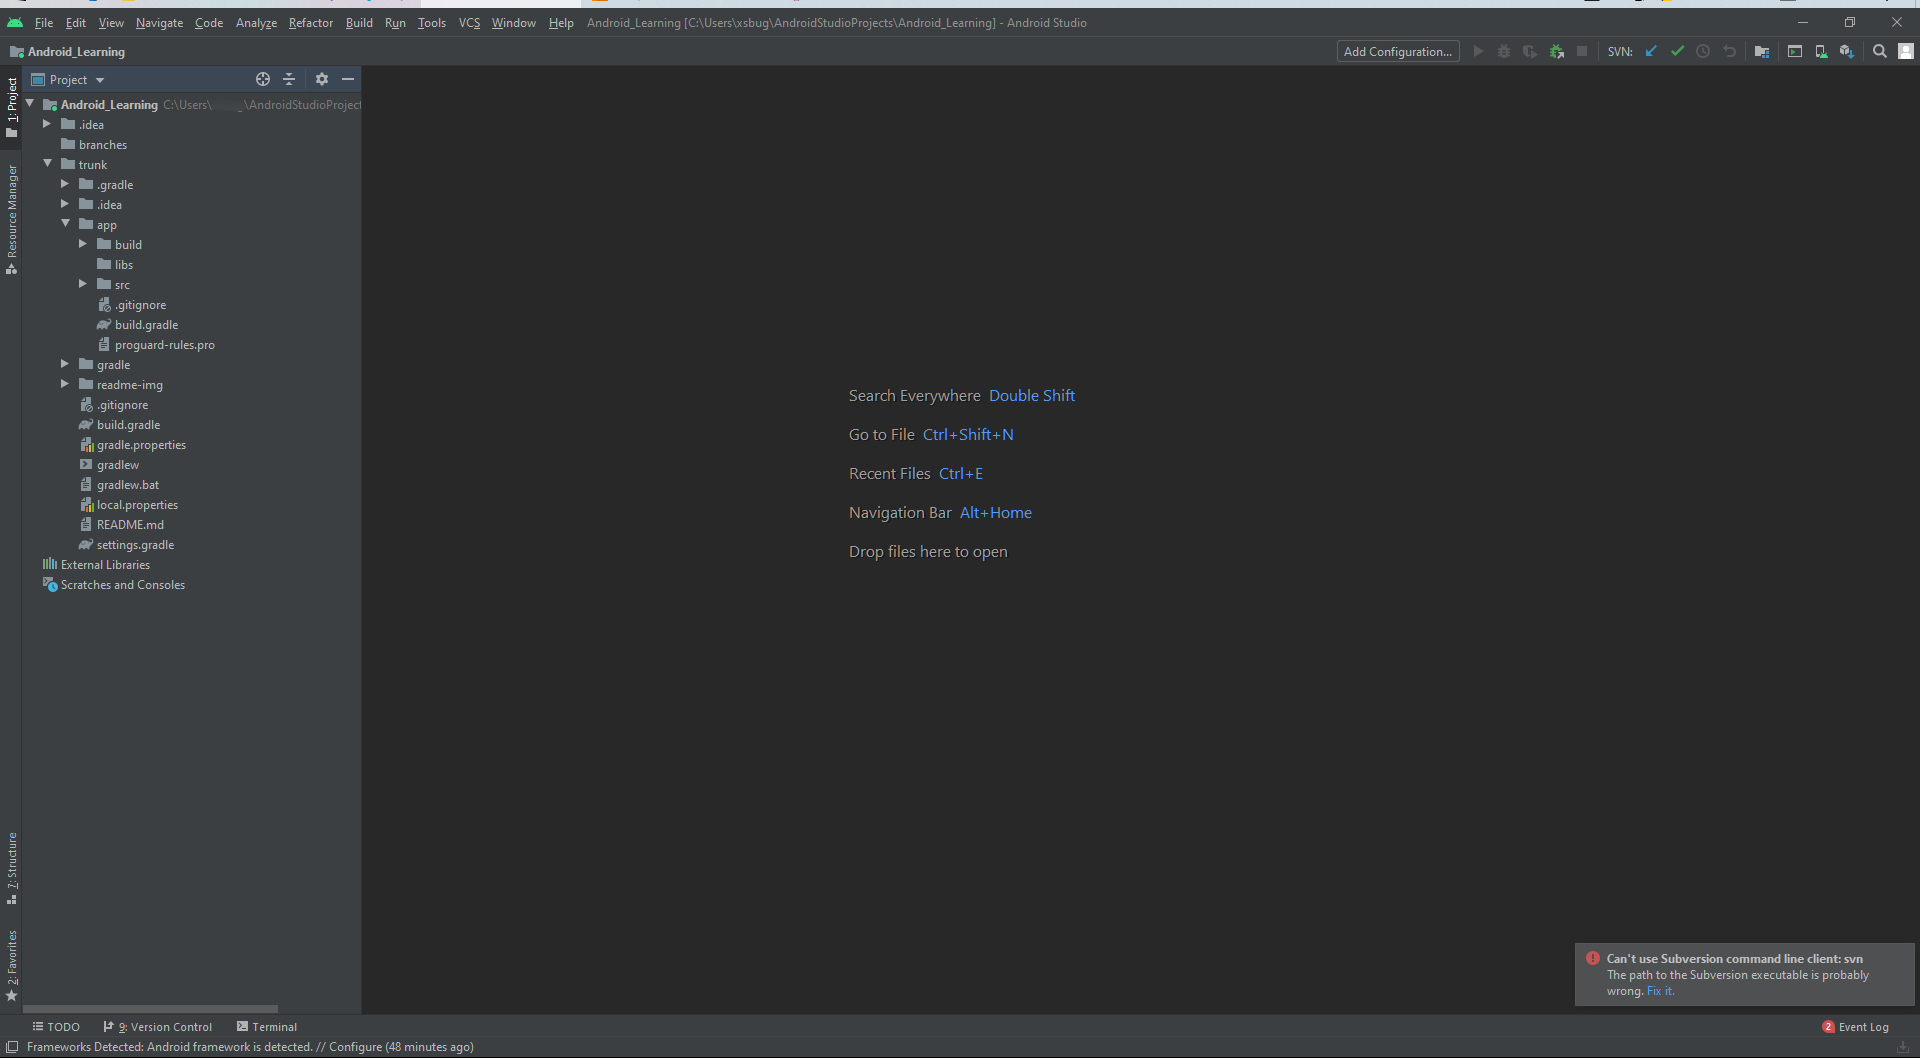 File Edit View Navigate Code Analyze Refactor Build Run Tools VCS Window Help Android_Learning [C:\Users\xsbug\AndroidStudioProjects\Android_Learning] - Android Studio
Android_Learning
Add Configuration...
SVN:
Project
1: Project
Resource Manager
7: Structure
2: Favorites
Android_Learning C:\Users\ _\AndroidStudioProject
.idea
branches
trunk
.gradle
.idea
app
build
libs
src
.gitignore
build.gradle
proguard-rules.pro
gradle
readme-img
.gitignore
build.gradle
gradle.properties
gradlew
gradlew.bat
local.properties
README.md
settings.gradle
External Libraries
Scratches and Consoles
Search Everywhere Double Shift
Go to File Ctrl+Shift+N
Recent Files Ctrl+E
Navigation Bar Alt+Home
Drop files here to open
Can't use Subversion command line client: svn
The path to the Subversion executable is probably
wrong. Fix it.
TODO
9: Version Control
Terminal
2 Event Log
Frameworks Detected: Android framework is detected. // Configure (48 minutes ago)